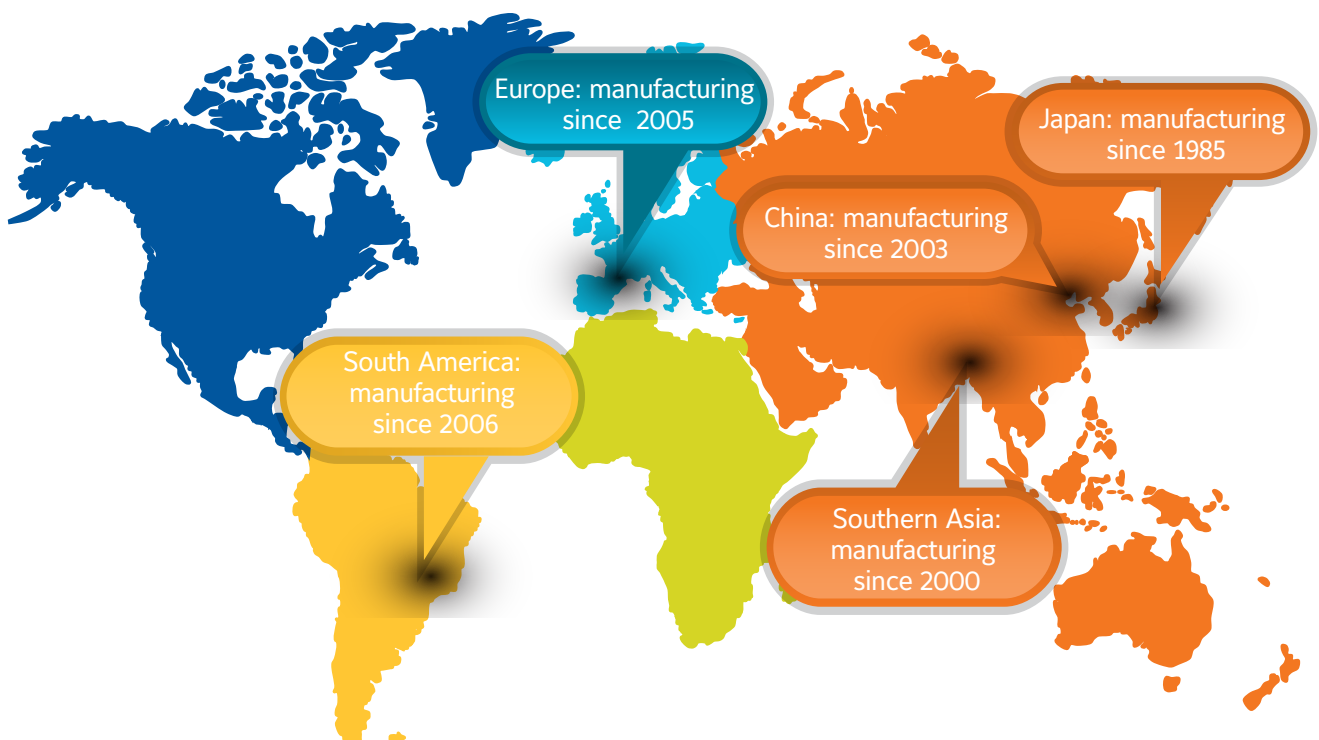 Europe: manufacturing
since 2005
Japan: manufacturing
since 1985
China: manufacturing
since 2003
South America:
manufacturing
since 2006
Southern Asia:
manufacturing
since 2000